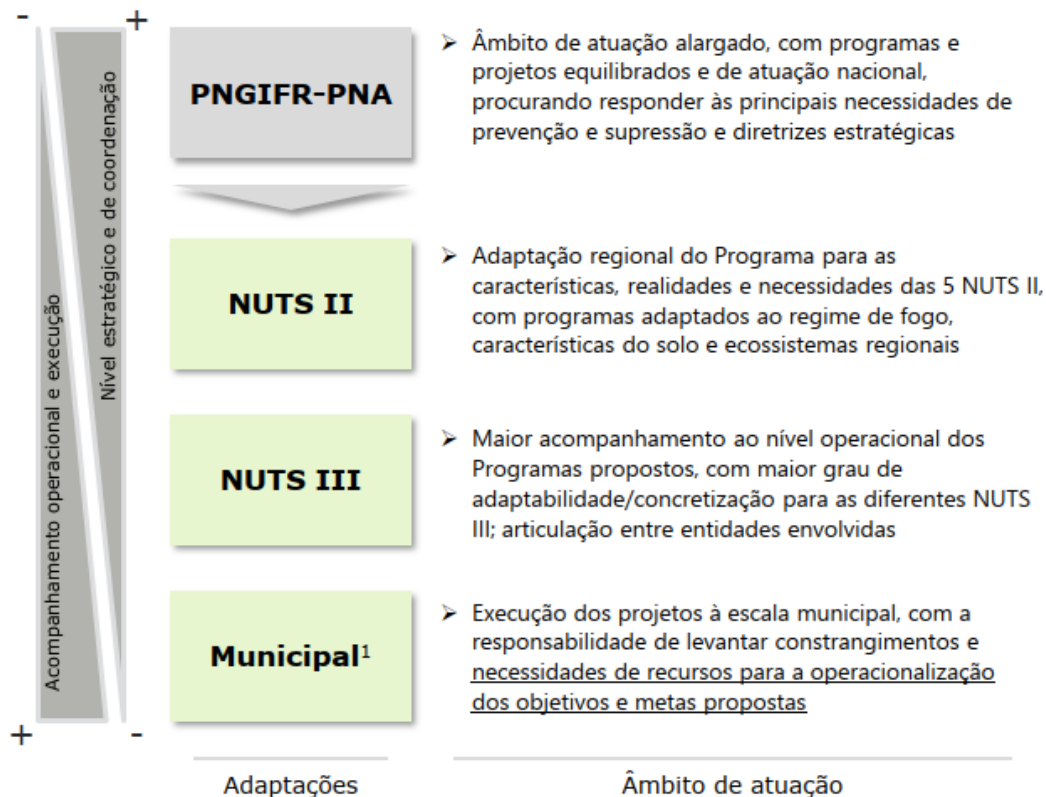 -
+
Acompanhamento operacional e execução
Nível estratégico e de coordenação
+
-
PNGIFR-PNA
➢ Âmbito de atuação alargado, com programas e
projetos equilibrados e de atuação nacional,
procurando responder às principais necessidades de
prevenção e supressão e diretrizes estratégicas
NUTS II
➢ Adaptação regional do Programa para as
características, realidades e necessidades das 5 NUTS II,
com programas adaptados ao regime de fogo,
características do solo e ecossistemas regionais
NUTS III
➢ Maior acompanhamento ao nível operacional dos
Programas propostos, com maior grau de
adaptabilidade/concretização para as diferentes NUTS
III; articulação entre entidades envolvidas
Municipal¹
➢ Execução dos projetos à escala municipal, com a
responsabilidade de levantar constrangimentos e
necessidades de recursos para a operacionalização
dos objetivos e metas propostas
Adaptações
Âmbito de atuação